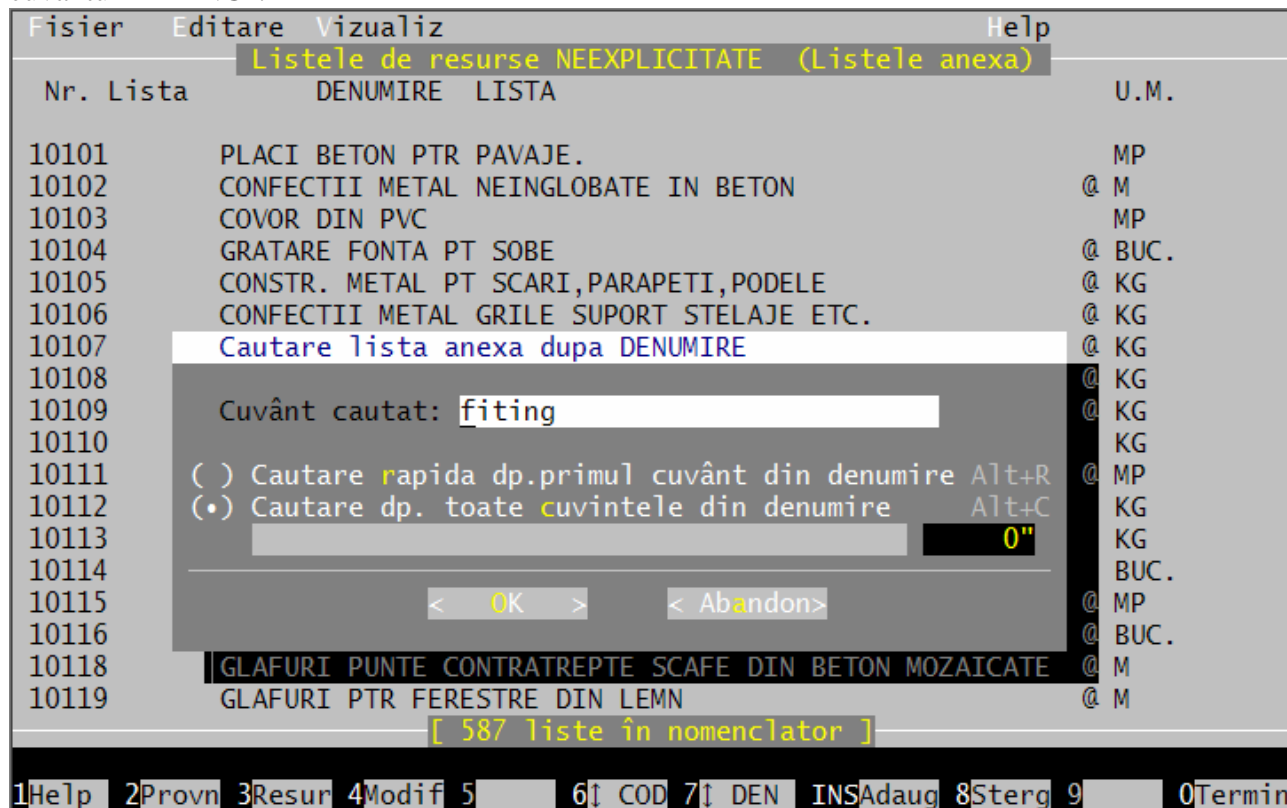 Fisier Editare Vizualiz Help
Listele de resurse NEEXPLICITATE (Listele anexa)
Nr. Lista DENUMIRE LISTA U.M.
10101 PLACI BETON PTR PAVAJE. MP
10102 CONFECTII METAL NEINGLOBATE IN BETON @ M
10103 COVOR DIN PVC MP
10104 GRATARE FONTA PT SOBE @ BUC.
10105 CONSTR. METAL PT SCARI,PARAPETI,PODELE @ KG
10106 CONFECTII METAL GRILE SUPORT STELAJE ETC. @ KG
10107 Cautare lista anexa dupa DENUMIRE @ KG
10108 @ KG
10109 Cuvânt cautat: fiting @ KG
10110 KG
10111 ( ) Cautare rapida dp.primul cuvânt din denumire Alt+R @ MP
10112 (•) Cautare dp. toate cuvintele din denumire Alt+C KG
10113 0" KG
10114 BUC.
10115 < OK > < Abandon> @ MP
10116 @ BUC.
10118 GLAFURI PUNTE CONTRATREPTE SCAFE DIN BETON MOZAICATE @ M
10119 GLAFURI PTR FERESTRE DIN LEMN @ M
[ 587 liste în nomenclator ]
1Help 2Provn 3Resur 4Modif 5 6↕ COD 7↕ DEN INSAdaug 8Sterg 9 0Termin